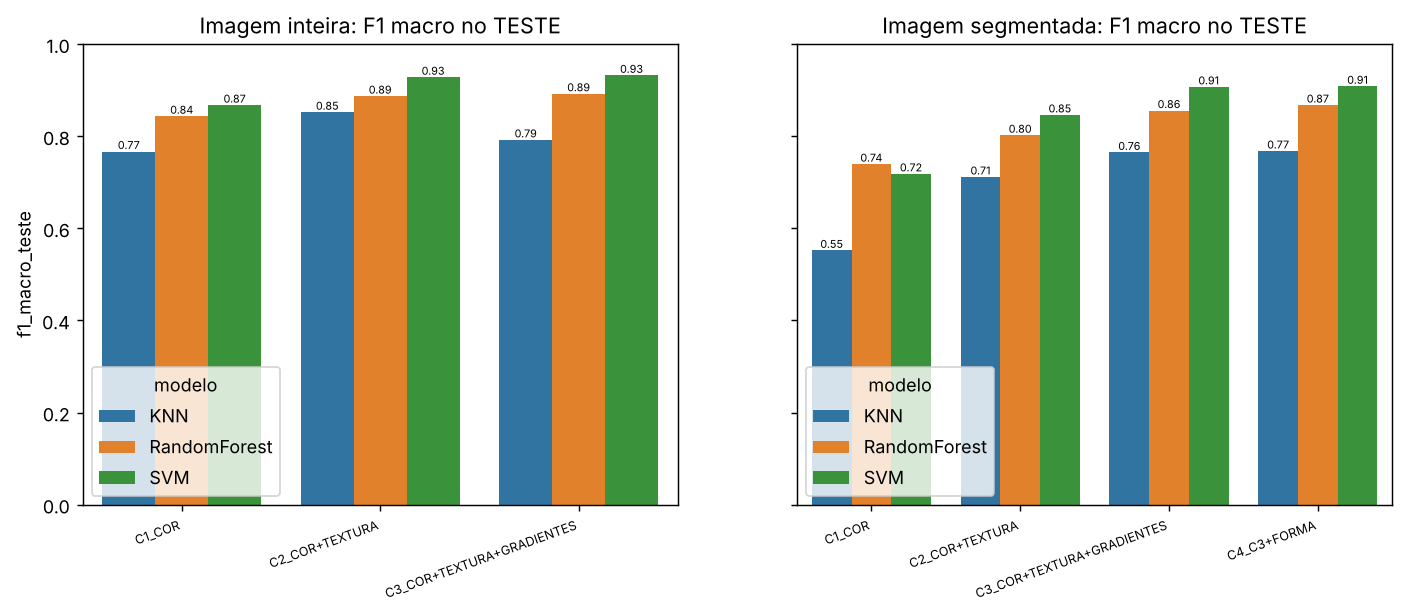 Imagem inteira: F1 macro no TESTE
f1_macro_teste
1.0
0.8
0.6
0.4
0.2
0.0
0.77
0.84
0.87
0.85
0.89
0.93
0.79
0.89
0.93
modelo
KNN
RandomForest
SVM
C1_COR
C2_COR+TEXTURA
C3_COR+TEXTURA+GRADIENTES
Imagem segmentada: F1 macro no TESTE
0.55
0.74
0.72
0.71
0.80
0.85
0.76
0.86
0.91
0.77
0.87
0.91
modelo
KNN
RandomForest
SVM
C1_COR
C2_COR+TEXTURA
C3_COR+TEXTURA+GRADIENTES
C4_C3+FORMA